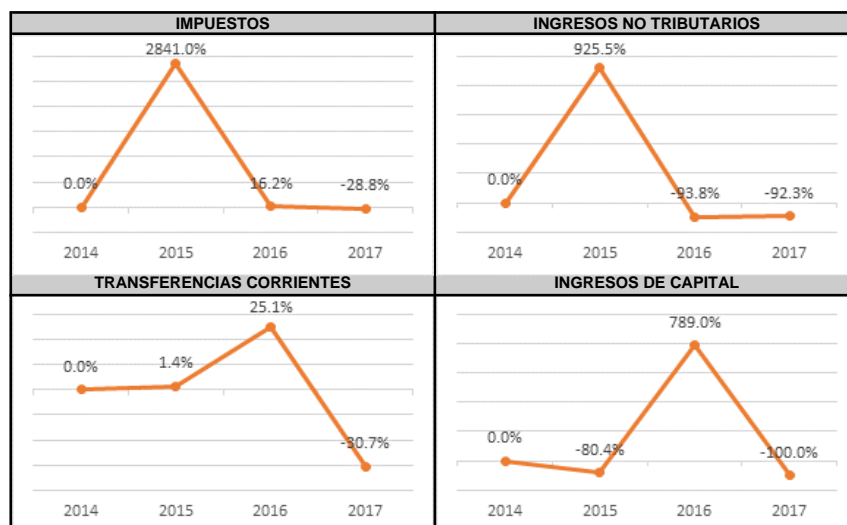 IMPUESTOS
2841.0%
0.0%
16.2%
-28.8%
2014 2015 2016 2017
INGRESOS NO TRIBUTARIOS
925.5%
0.0%
-93.8%
-92.3%
2014 2015 2016 2017
TRANSFERENCIAS CORRIENTES
25.1%
0.0%
1.4%
-30.7%
2014 2015 2016 2017
INGRESOS DE CAPITAL
789.0%
0.0%
-80.4%
-100.0%
2014 2015 2016 2017